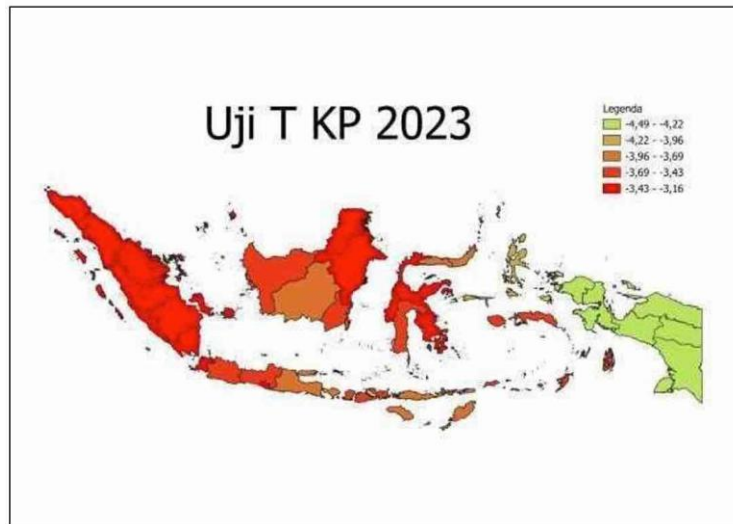 Uji T KP 2023
Legenda
-4,49 - -4,22
-4,22 - -3,96
-3,96 - -3,69
-3,69 - -3,43
-3,43 - -3,16